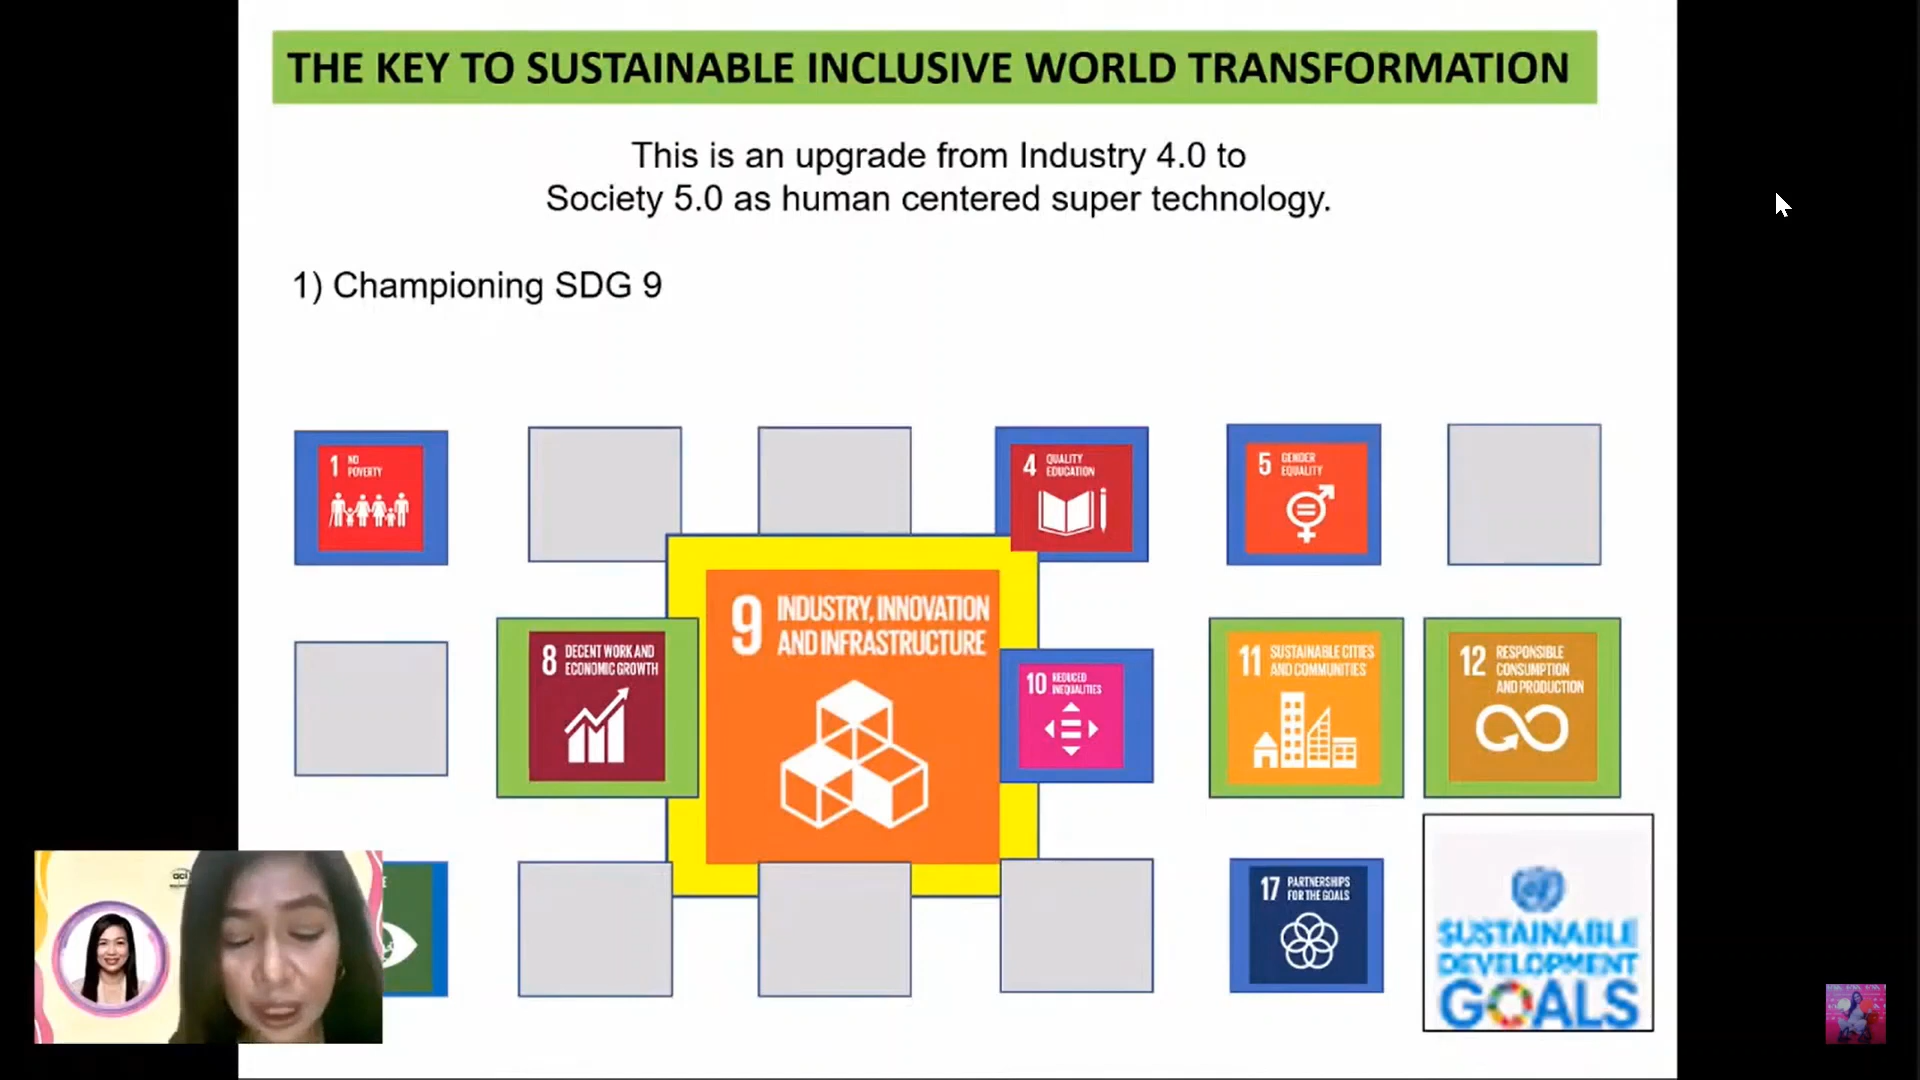 THE KEY TO SUSTAINABLE INCLUSIVE WORLD TRANSFORMATION
This is an upgrade from Industry 4.0 to
Society 5.0 as human centered super technology.
1) Championing SDG 9
1 NO
POVERTY
4 QUALITY
EDUCATION
5 GENDER
EQUALITY
8 DECENT WORK AND
ECONOMIC GROWTH
9 INDUSTRY, INNOVATION
AND INFRASTRUCTURE
10 REDUCED
INEQUALITIES
11 SUSTAINABLE CITIES
AND COMMUNITIES
12 RESPONSIBLE
CONSUMPTION
AND PRODUCTION
E
aci
17 PARTNERSHIPS
FOR THE GOALS
SUSTAINABLE
DEVELOPMENT
GOALS